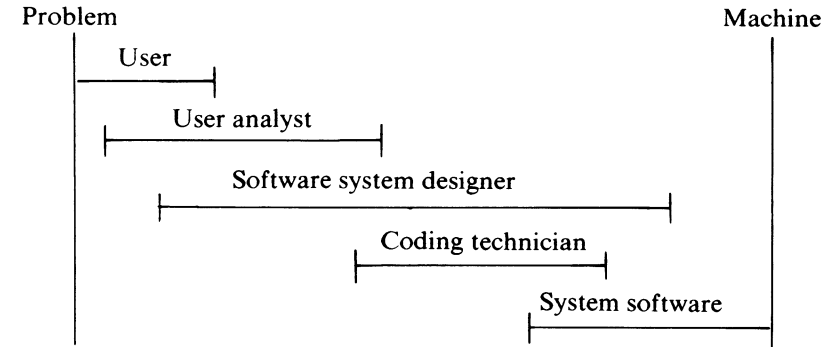 Problem
Machine
User
User analyst
Software system designer
Coding technician
System software